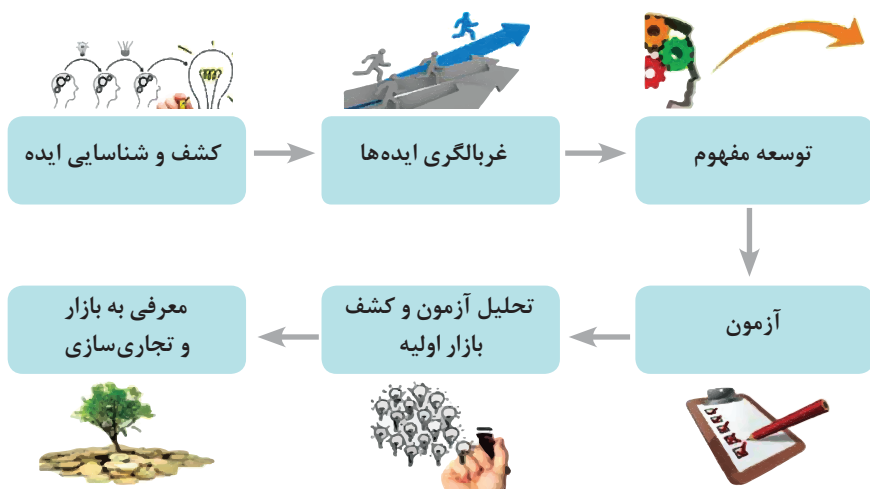 کشف و شناسایی ایده
غربالگری ایده‌ها
توسعه مفهوم
آزمون
تحلیل آزمون و کشف
بازار اولیه
معرفی به بازار
و تجاری‌سازی